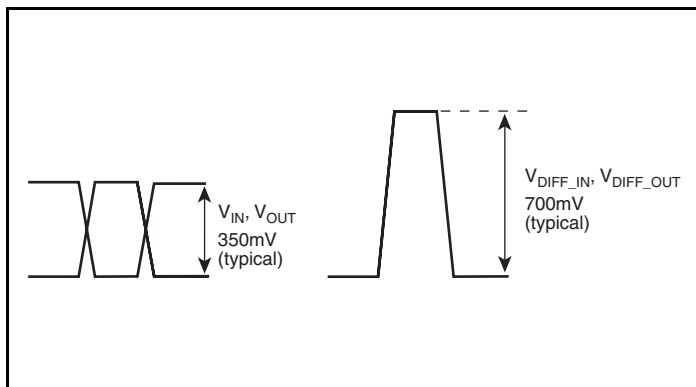 V_IN, V_OUT
350mV
(typical)
V_DIFF_IN, V_DIFF_OUT
700mV
(typical)